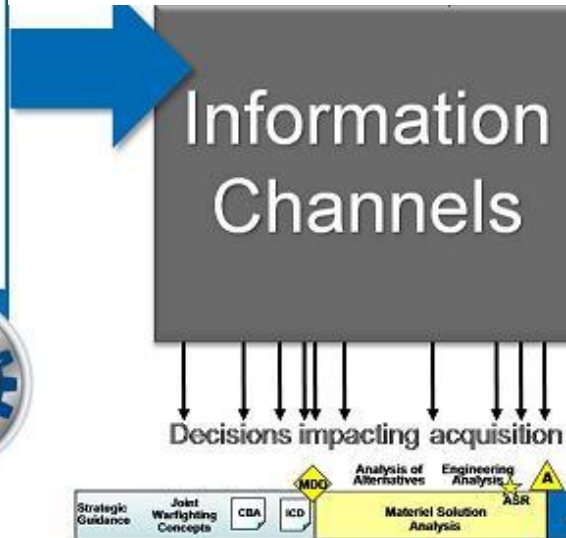 Information
Channels
Decisions impacting acquisition
MDD
Analysis of
Alternatives
Engineering
Analysis
ASR
A
Strategic
Guidance
Joint
Warfighting
Concepts
CBA
ICD
Materiel Solution
Analysis